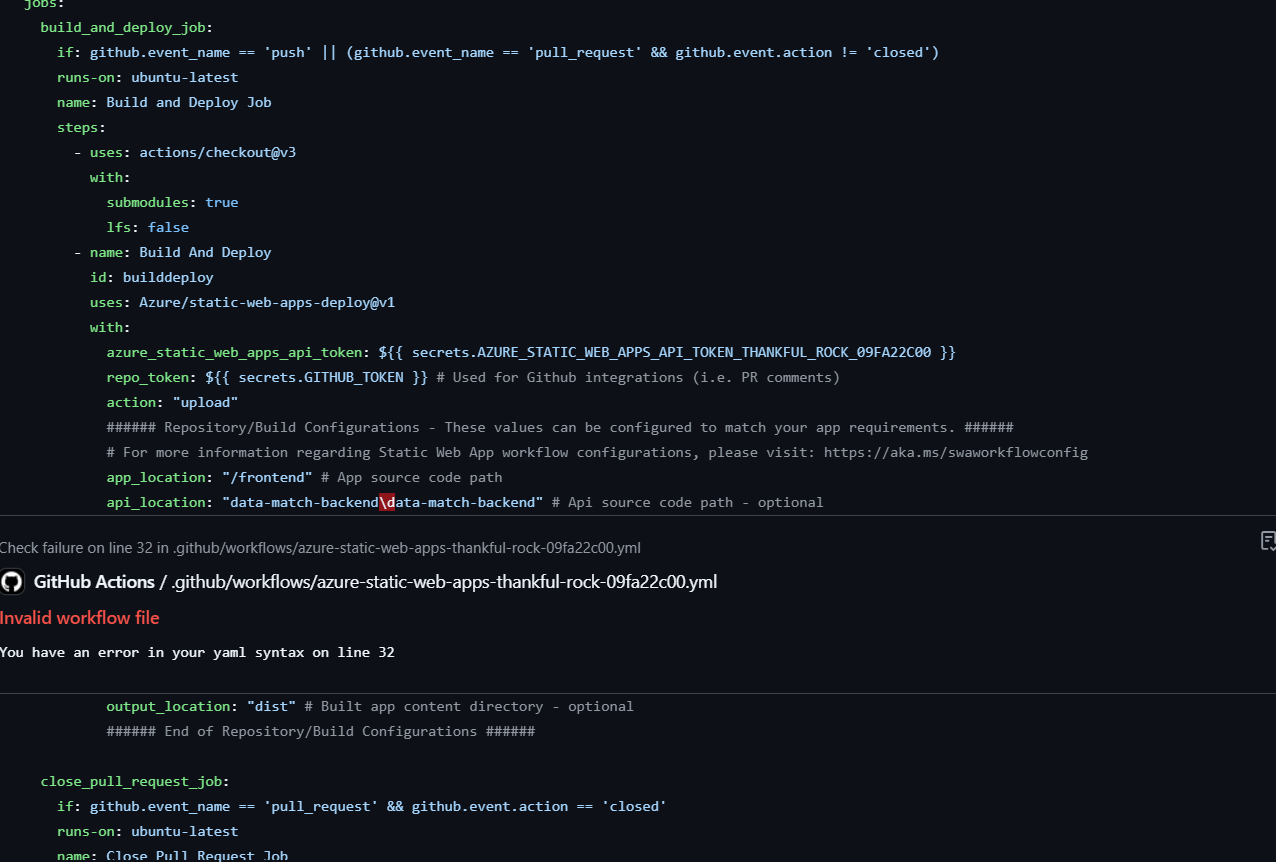 jobs:
build_and_deploy_job:
if: github.event_name == 'push' || (github.event_name == 'pull_request' && github.event.action != 'closed')
runs-on: ubuntu-latest
name: Build and Deploy Job
steps:
- uses: actions/checkout@v3
with:
submodules: true
lfs: false
- name: Build And Deploy
id: builddeploy
uses: Azure/static-web-apps-deploy@v1
with:
azure_static_web_apps_api_token: ${{ secrets.AZURE_STATIC_WEB_APPS_API_TOKEN_THANKFUL_ROCK_09FA22C00 }}
repo_token: ${{ secrets.GITHUB_TOKEN }} # Used for Github integrations (i.e. PR comments)
action: "upload"
###### Repository/Build Configurations - These values can be configured to match your app requirements. ######
# For more information regarding Static Web App workflow configurations, please visit: https://aka.ms/swaworkflowconfig
app_location: "/frontend" # App source code path
api_location: "data-match-backend\data-match-backend" # Api source code path - optional
Check failure on line 32 in .github/workflows/azure-static-web-apps-thankful-rock-09fa22c00.yml
GitHub Actions / .github/workflows/azure-static-web-apps-thankful-rock-09fa22c00.yml
Invalid workflow file
You have an error in your yaml syntax on line 32
output_location: "dist" # Built app content directory - optional
###### End of Repository/Build Configurations ######
close_pull_request_job:
if: github.event_name == 'pull_request' && github.event.action == 'closed'
runs-on: ubuntu-latest
name: Close Pull Request Job